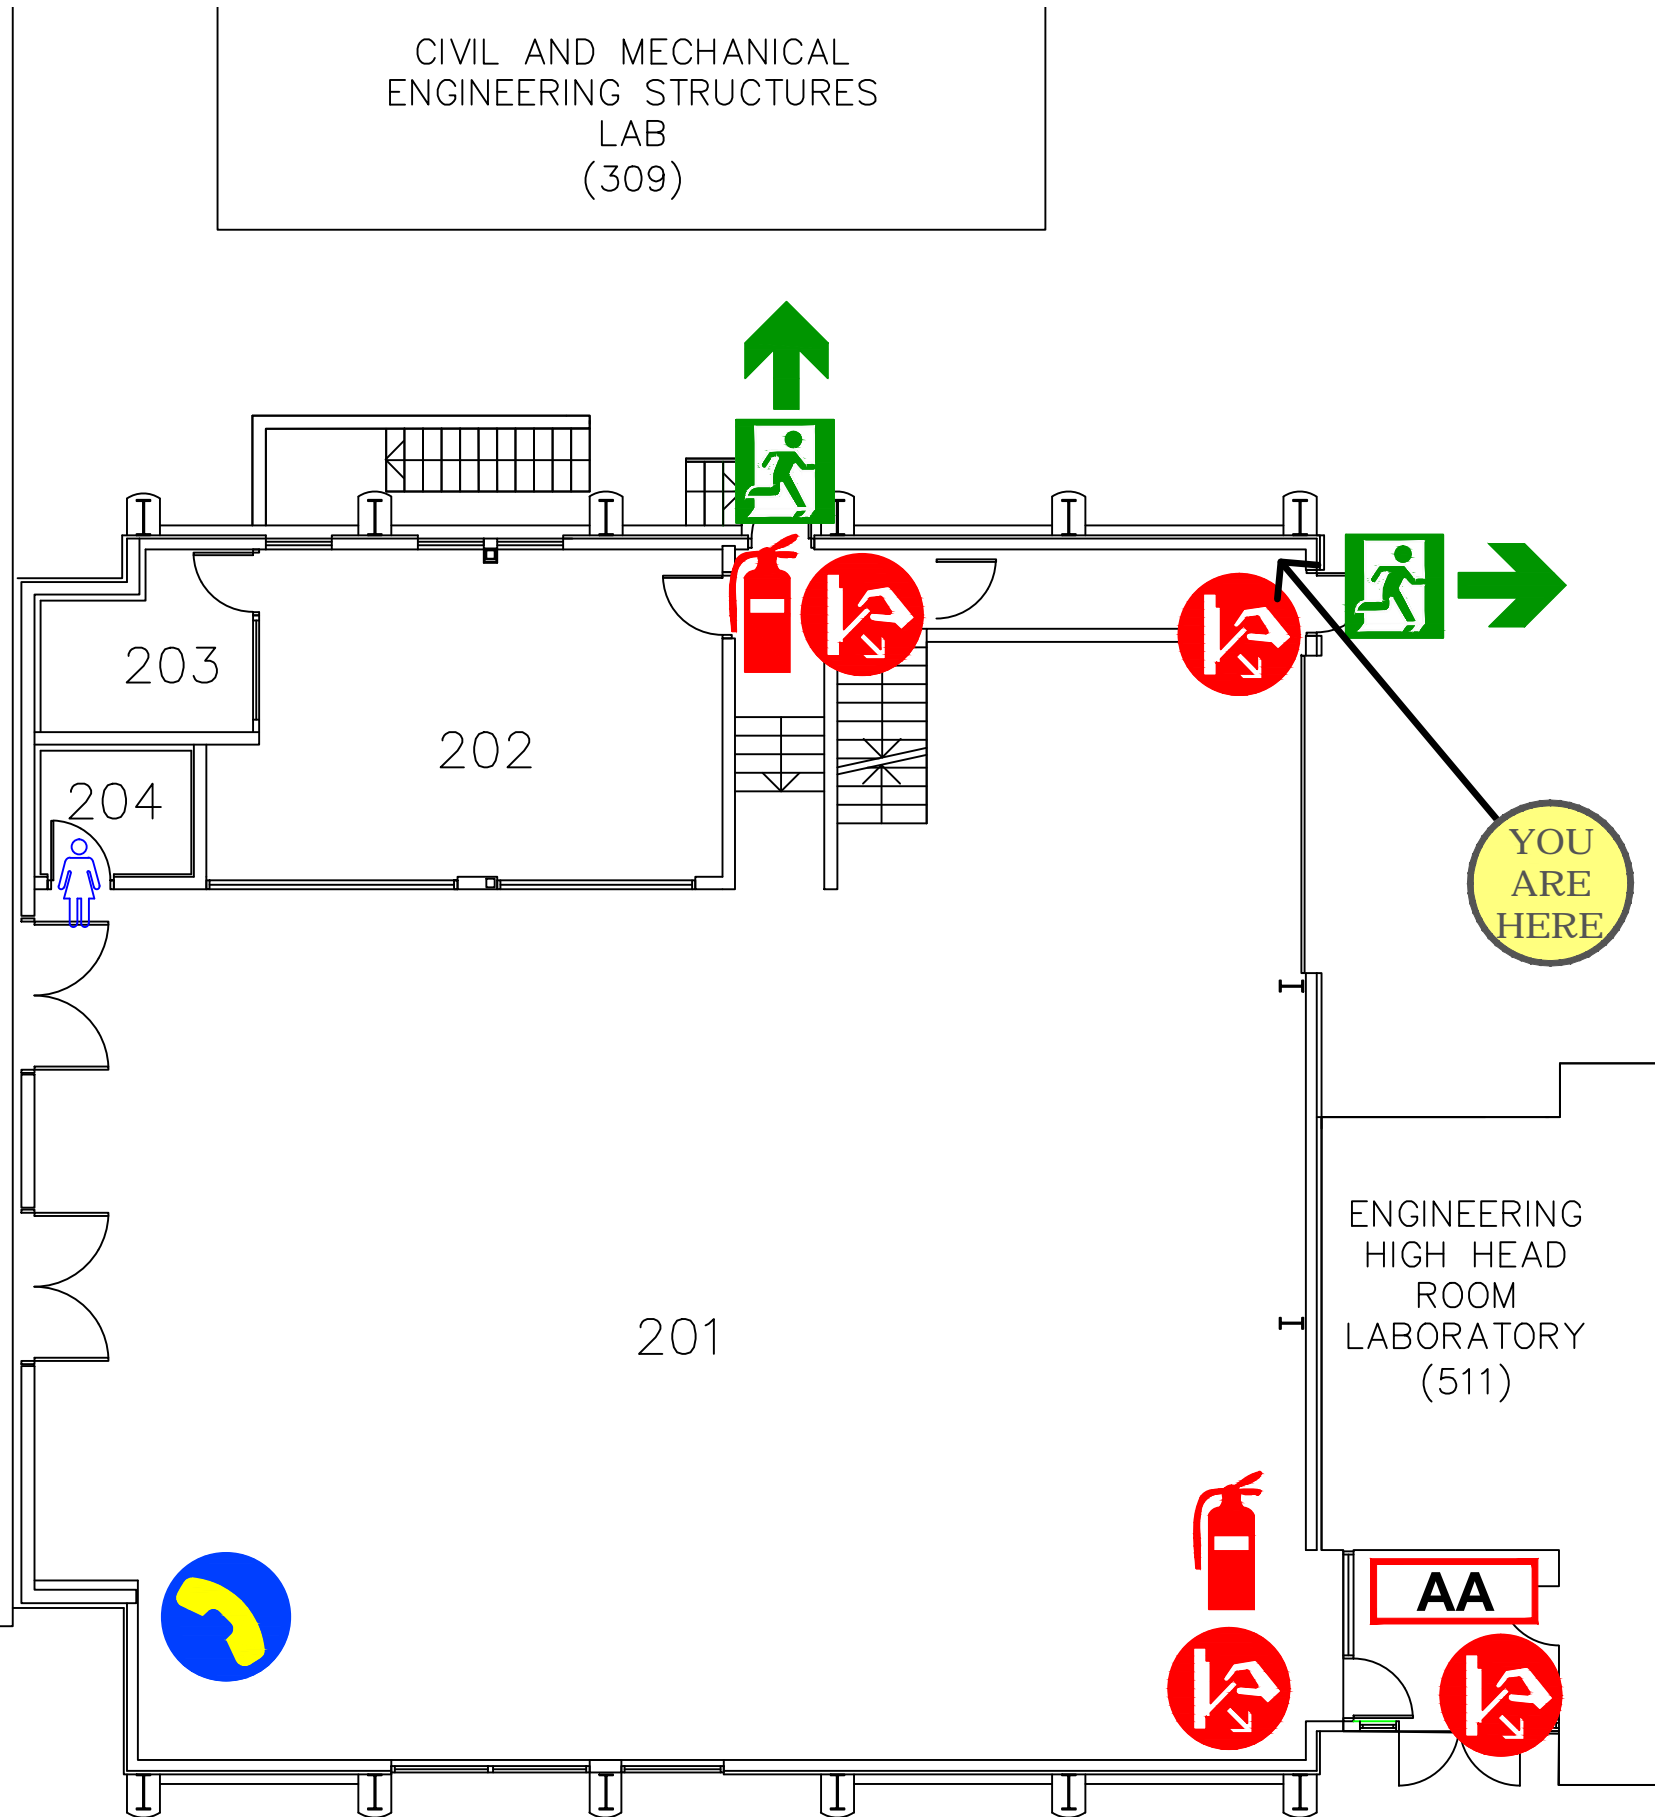 CIVIL AND MECHANICAL
ENGINEERING STRUCTURES
LAB
(309)
203
202
204
YOU
ARE
HERE
201
ENGINEERING
HIGH HEAD
ROOM
LABORATORY
(511)
AA